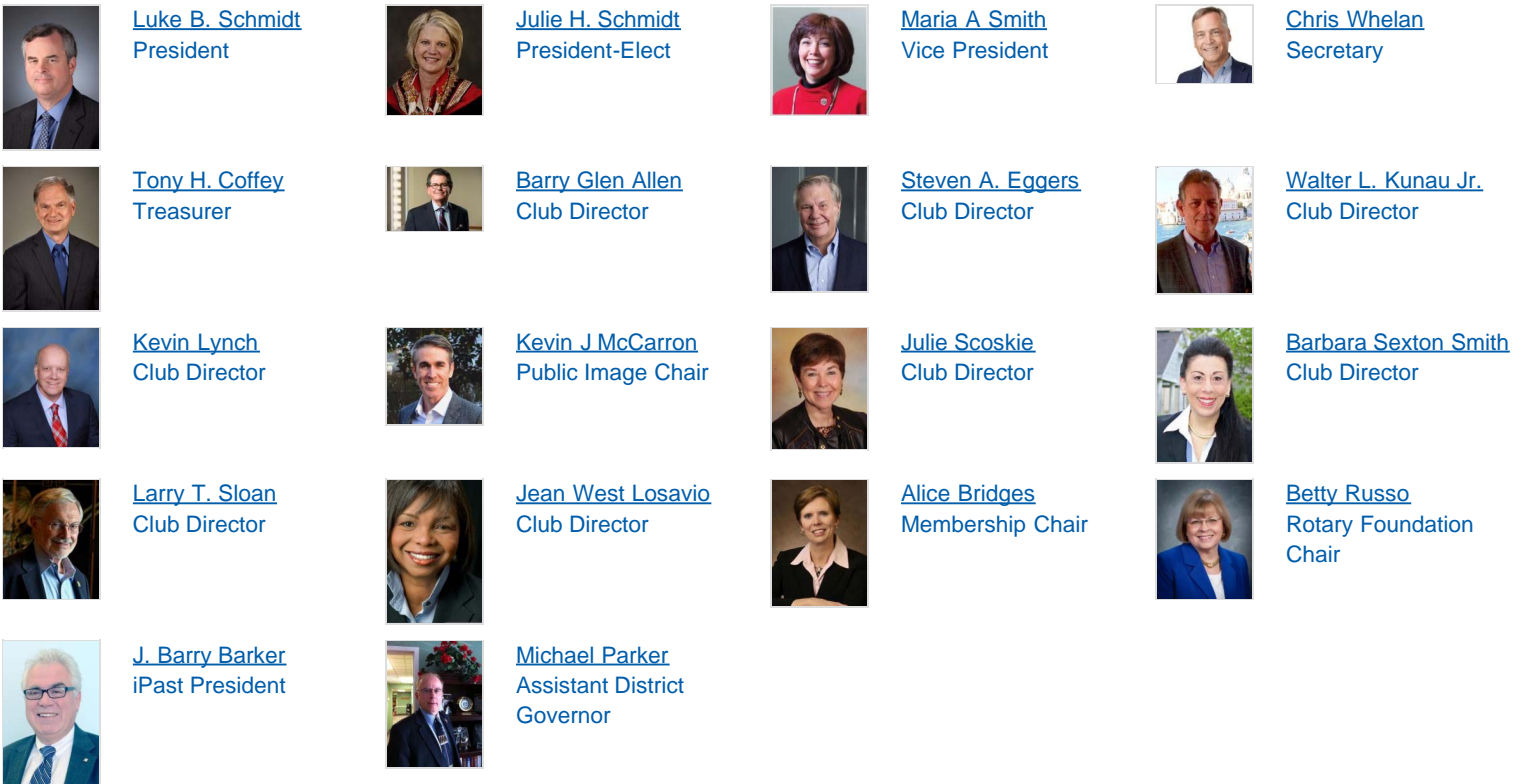 Luke B. Schmidt
President
Julie H. Schmidt
President-Elect
Maria A Smith
Vice President
Chris Whelan
Secretary
Tony H. Coffey
Treasurer
Barry Glen Allen
Club Director
Steven A. Eggers
Club Director
Walter L. Kunau Jr.
Club Director
Kevin Lynch
Club Director
Kevin J McCarron
Public Image Chair
Julie Scoskie
Club Director
Barbara Sexton Smith
Club Director
Larry T. Sloan
Club Director
Jean West Losavio
Club Director
Alice Bridges
Membership Chair
Betty Russo
Rotary Foundation
Chair
J. Barry Barker
iPast President
Michael Parker
Assistant District
Governor